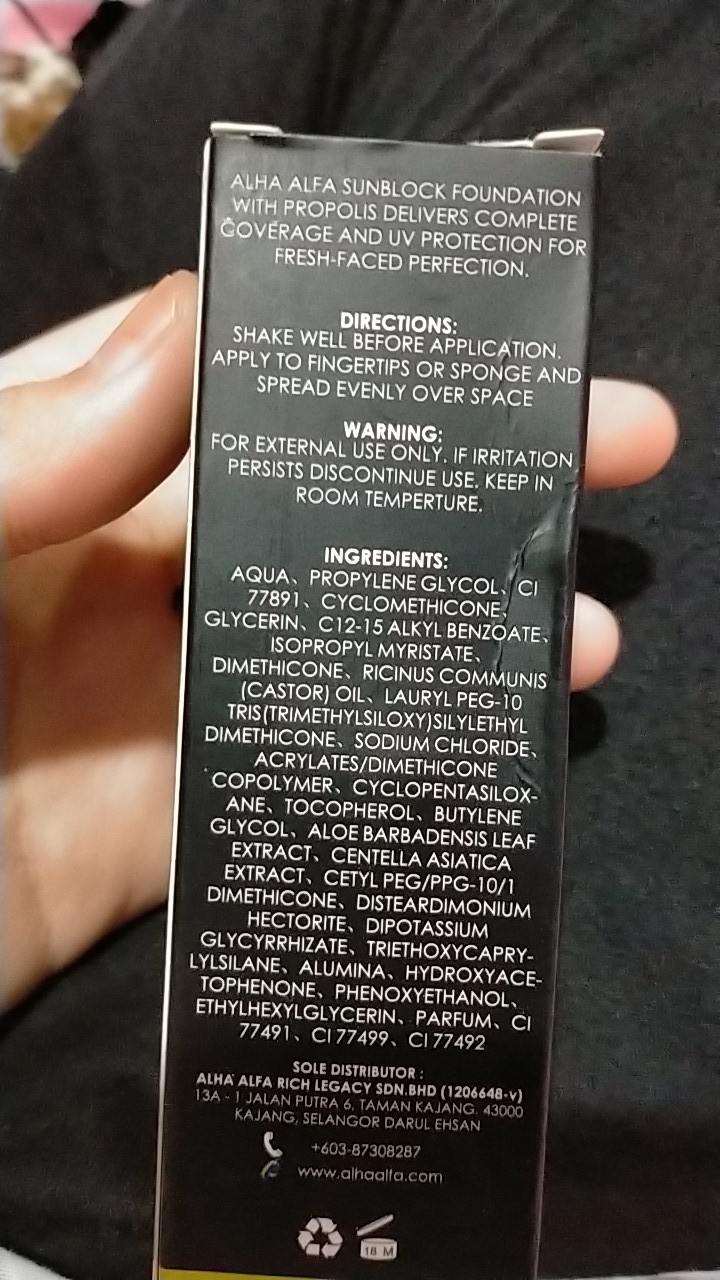 ALHA ALFA SUNBLOCK FOUNDATION
WITH PROPOLIS DELIVERS COMPLETE
COVERAGE AND UV PROTECTION FOR
FRESH-FACED PERFECTION.
DIRECTIONS:
SHAKE WELL BEFORE APPLICATION.
APPLY TO FINGERTIPS OR SPONGE AND
SPREAD EVENLY OVER SPACE
WARNING:
FOR EXTERNAL USE ONLY. IF IRRITATION
PERSISTS DISCONTINUE USE. KEEP IN
ROOM TEMPERTURE.
INGREDIENTS:
AQUA、PROPYLENE GLYCOL、CI
77891、CYCLOMETHICONE、
GLYCERIN、C12-15 ALKYL BENZOATE、
ISOPROPYL MYRISTATE、
DIMETHICONE、RICINUS COMMUNIS
(CASTOR) OIL、LAURYL PEG-10
TRIS(TRIMETHYLSILOXY)SILYLETHYL
DIMETHICONE、SODIUM CHLORIDE、
ACRYLATES/DIMETHICONE
COPOLYMER、CYCLOPENTASILOX-
ANE、TOCOPHEROL、BUTYLENE
GLYCOL、ALOE BARBADENSIS LEAF
EXTRACT、CENTELLA ASIATICA
EXTRACT、CETYL PEG/PPG-10/1
DIMETHICONE、DISTEARDIMONIUM
HECTORITE、DIPOTASSIUM
GLYCYRRHIZATE、TRIETHOXYCAPRY-
LYLSILANE、ALUMINA、HYDROXYACE-
TOPHENONE、PHENOXYETHANOL、
ETHYLHEXYLGLYCERIN、PARFUM、CI
77491、CI 77499、CI 77492
SOLE DISTRIBUTOR :
ALHA ALFA RICH LEGACY SDN.BHD (1206648-v)
13A - 1 JALAN PUTRA 6, TAMAN KAJANG. 43000
KAJANG, SELANGOR DARUL EHSAN
+603-87308287
www.alhaalfa.com
18 M